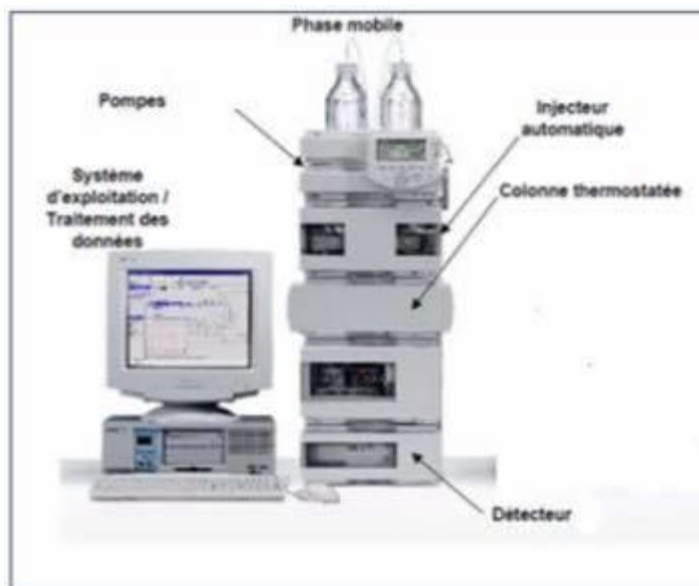 Phase mobile
Pompes
Injecteur
automatique
Système
d'exploitation /
Traitement des
données
Colonne thermostatée
Détecteur